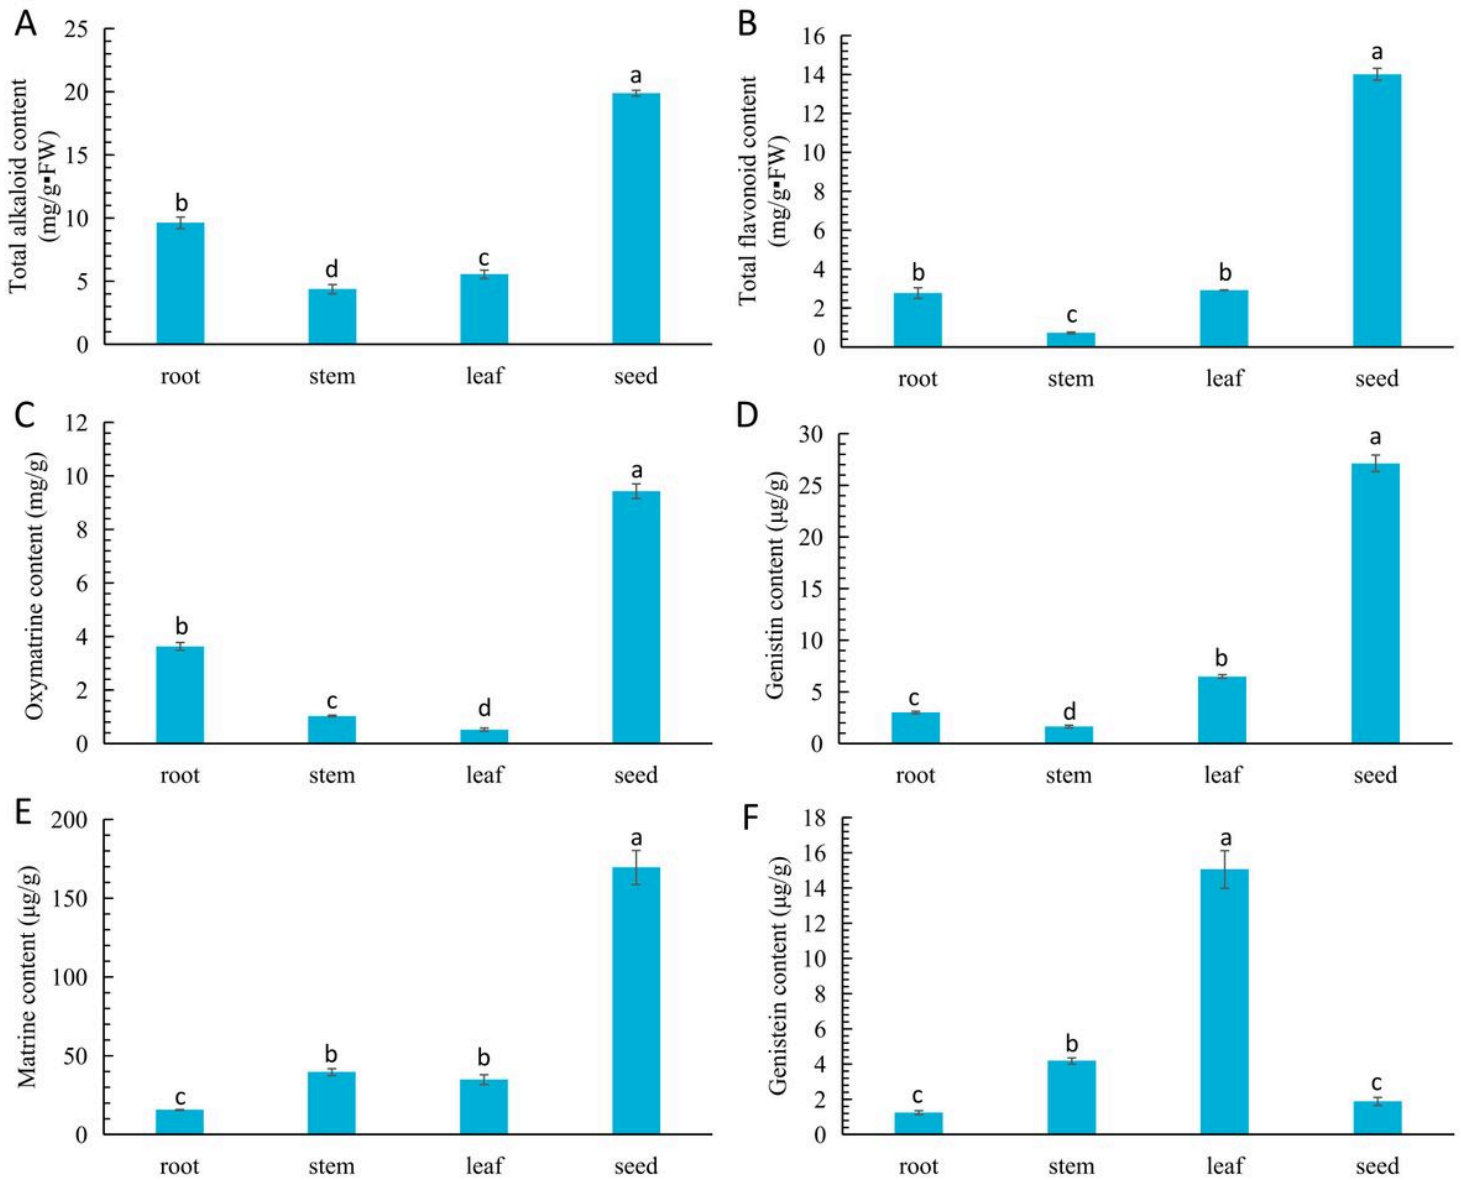 A
Total alkaloid content
(mg/g▪FW)
25
20
15
10
5
0
b
d
c
a
root stem leaf seed
B
Total flavonoid content
(mg/g▪FW)
16
14
12
10
8
6
4
2
0
b
c
b
a
root stem leaf seed
C
Oxymatrine content (mg/g)
12
10
8
6
4
2
0
b
c
d
a
root stem leaf seed
D
Genistin content (μg/g)
30
25
20
15
10
5
0
c
d
b
a
root stem leaf seed
E
Matrine content (μg/g)
200
150
100
50
0
c
b
b
a
root stem leaf seed
F
Genistein content (μg/g)
18
16
14
12
10
8
6
4
2
0
c
b
a
c
root stem leaf seed